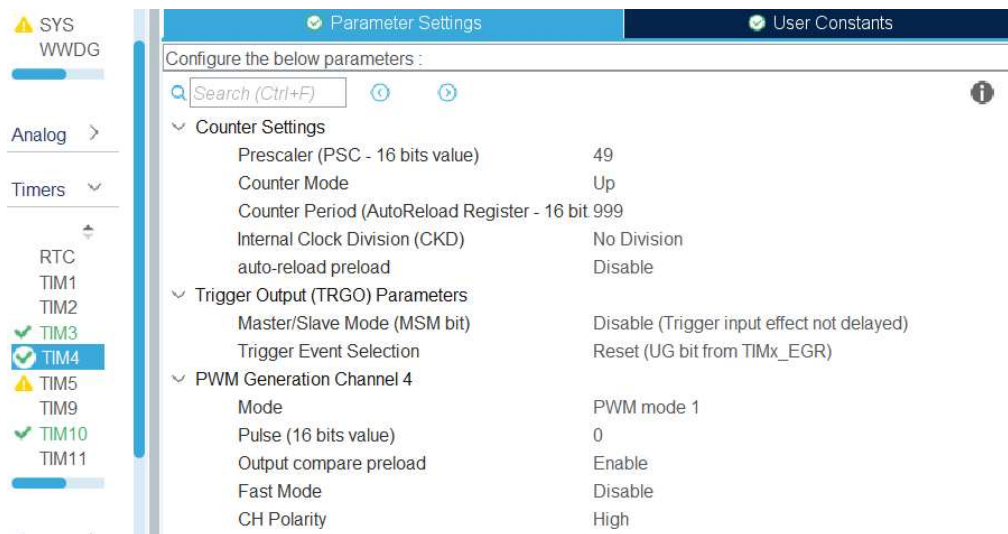 SYS
WWDG
Analog
Timers
RTC
TIM1
TIM2
TIM3
TIM4
TIM5
TIM9
TIM10
TIM11
Parameter Settings
User Constants
Configure the below parameters :
Search (Ctrl+F)
Counter Settings
Prescaler (PSC - 16 bits value) 49
Counter Mode Up
Counter Period (AutoReload Register - 16 bit 999
Internal Clock Division (CKD) No Division
auto-reload preload Disable
Trigger Output (TRGO) Parameters
Master/Slave Mode (MSM bit) Disable (Trigger input effect not delayed)
Trigger Event Selection Reset (UG bit from TIMx_EGR)
PWM Generation Channel 4
Mode PWM mode 1
Pulse (16 bits value) 0
Output compare preload Enable
Fast Mode Disable
CH Polarity High